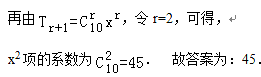 再由T_{r+1}=C_{10}^{r}x^{r},令 r=2,可得,↵
x²项的系数为C_{10}^{2}=45. 故答案为:45.